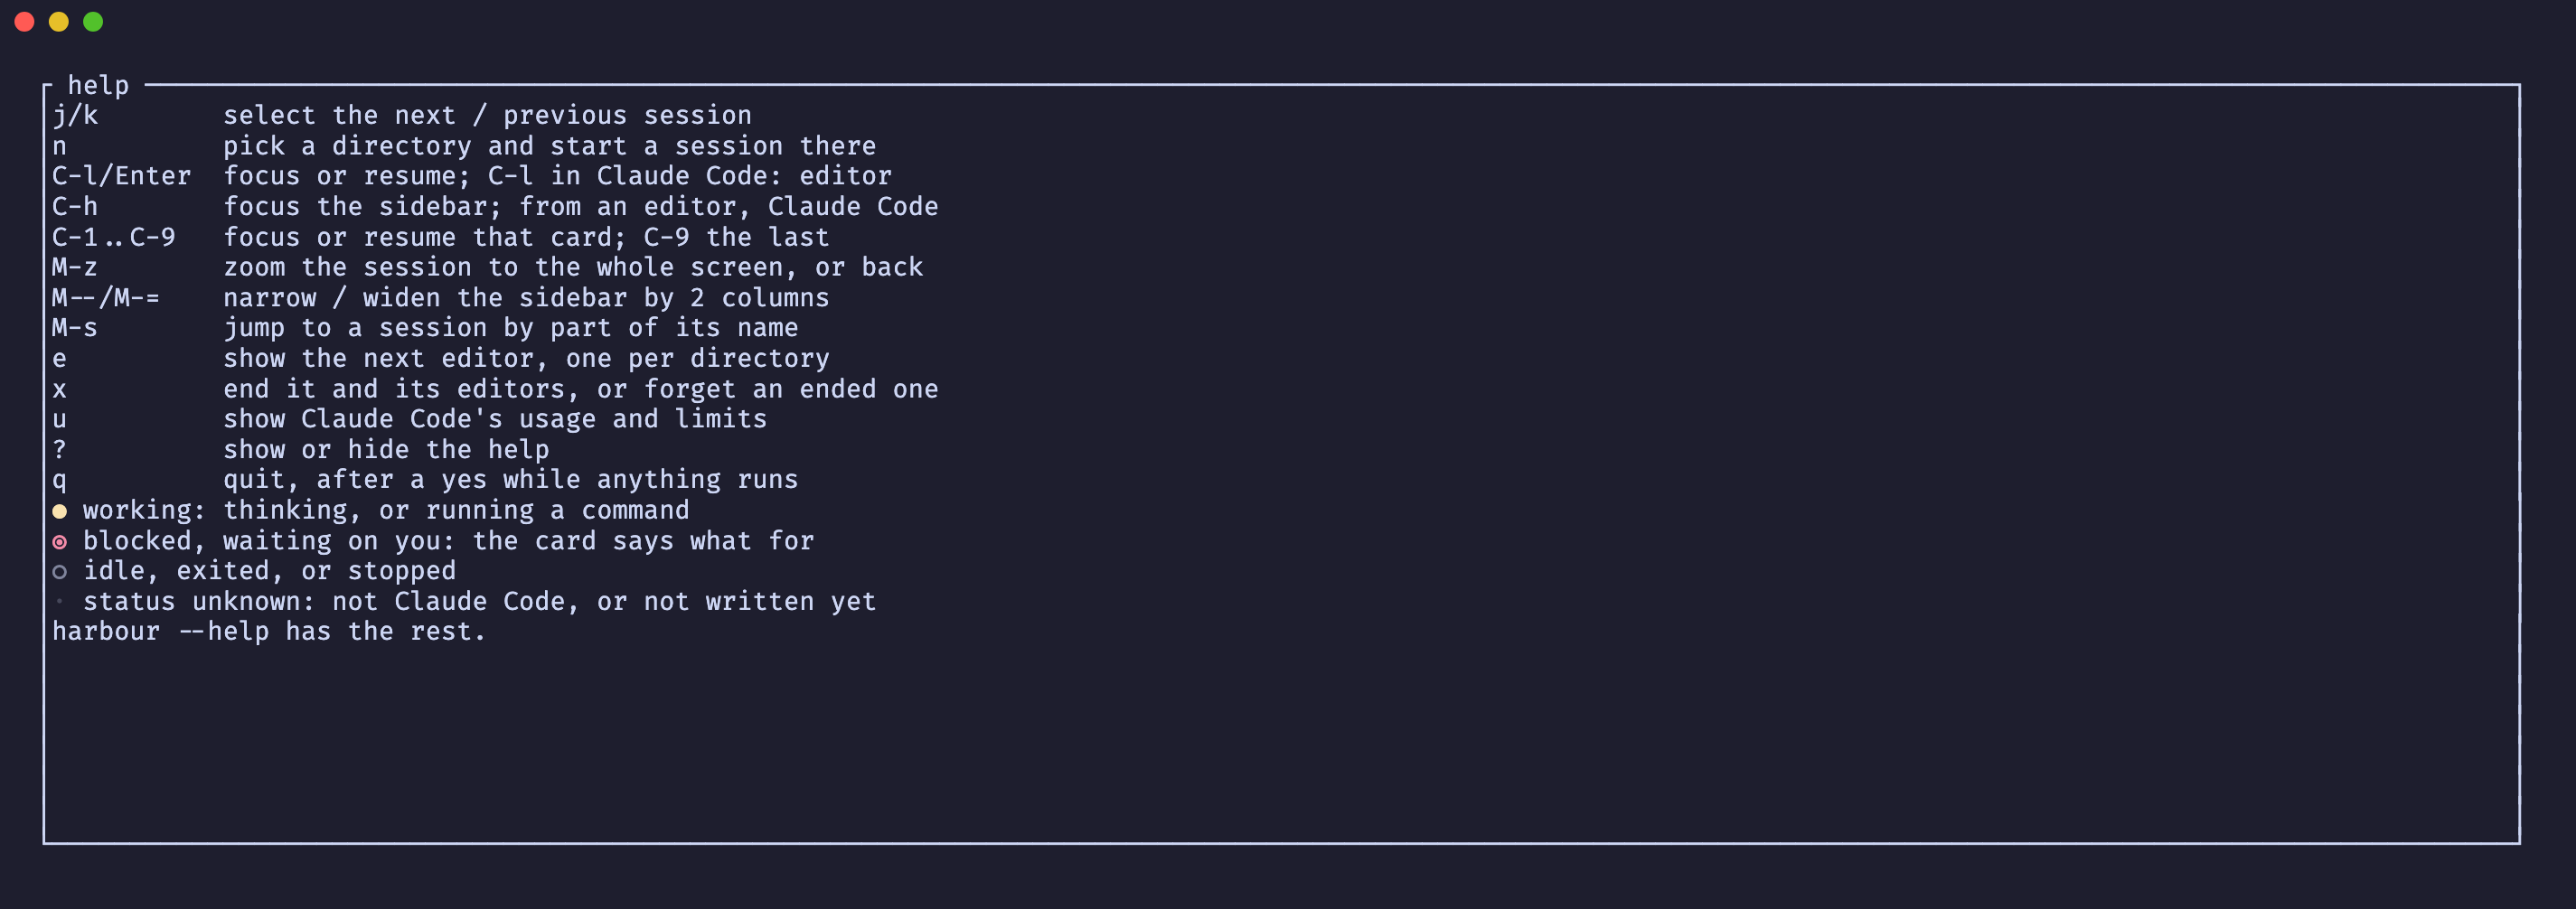 help
j/k        select the next / previous session
n          pick a directory and start a session there
C-l/Enter  focus or resume; C-l in Claude Code: editor
C-h        focus the sidebar; from an editor, Claude Code
C-1..C-9   focus or resume that card; C-9 the last
M-z        zoom the session to the whole screen, or back
M--/M-=    narrow / widen the sidebar by 2 columns
M-s        jump to a session by part of its name
e          show the next editor, one per directory
x          end it and its editors, or forget an ended one
u          show Claude Code's usage and limits
?          show or hide the help
q          quit, after a yes while anything runs
● working: thinking, or running a command
◉ blocked, waiting on you: the card says what for
○ idle, exited, or stopped
· status unknown: not Claude Code, or not written yet
harbour --help has the rest.